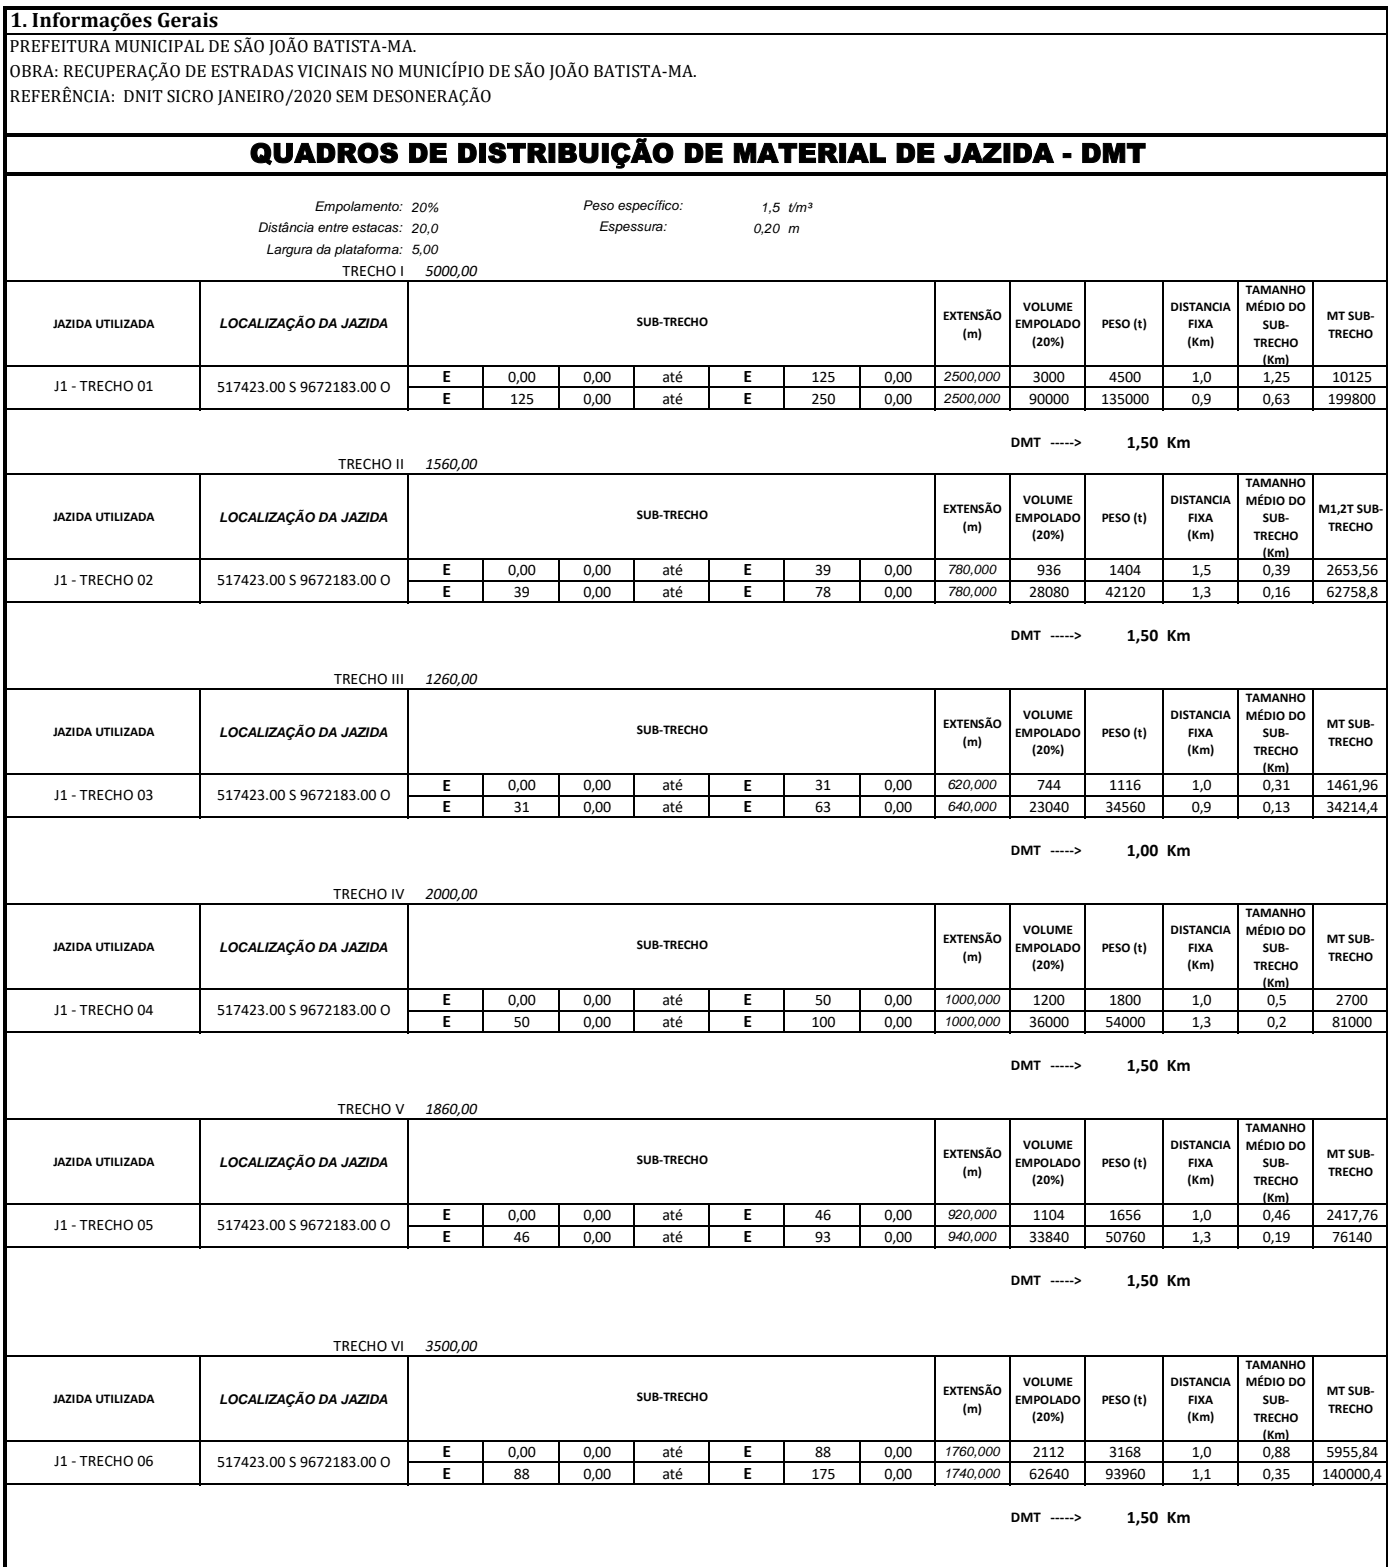 1. Informações Gerais
PREFEITURA MUNICIPAL DE SÃO JOÃO BATISTA-MA.
OBRA: RECUPERAÇÃO DE ESTRADAS VICINAIS NO MUNICÍPIO DE SÃO JOÃO BATISTA-MA.
REFERÊNCIA: DNIT SICRO JANEIRO/2020 SEM DESONERAÇÃO
QUADROS DE DISTRIBUIÇÃO DE MATERIAL DE JAZIDA - DMT
Empolamento: 20% Peso específico: 1,5 t/m³
Distância entre estacas: 20,0 Espessura: 0,20 m
Largura da plataforma: 5,00
TRECHO I 5000,00
JAZIDA UTILIZADA LOCALIZAÇÃO DA JAZIDA SUB-TRECHO EXTENSÃO (m) VOLUME EMPOLADO (20%) PESO (t) DISTANCIA FIXA (Km) TAMANHO MÉDIO DO SUB-TRECHO (Km) MT SUB-TRECHO
J1 - TRECHO 01 517423.00 S 9672183.00 O E 0,00 0,00 até E 125 0,00 2500,000 3000 4500 1,0 1,25 10125
E 125 0,00 até E 250 0,00 2500,000 90000 135000 0,9 0,63 199800
DMT -----> 1,50 Km
TRECHO II 1560,00
JAZIDA UTILIZADA LOCALIZAÇÃO DA JAZIDA SUB-TRECHO EXTENSÃO (m) VOLUME EMPOLADO (20%) PESO (t) DISTANCIA FIXA (Km) TAMANHO MÉDIO DO SUB-TRECHO (Km) M1,2T SUB-TRECHO
J1 - TRECHO 02 517423.00 S 9672183.00 O E 0,00 0,00 até E 39 0,00 780,000 936 1404 1,5 0,39 2653,56
E 39 0,00 até E 78 0,00 780,000 28080 42120 1,3 0,16 62758,8
DMT -----> 1,50 Km
TRECHO III 1260,00
JAZIDA UTILIZADA LOCALIZAÇÃO DA JAZIDA SUB-TRECHO EXTENSÃO (m) VOLUME EMPOLADO (20%) PESO (t) DISTANCIA FIXA (Km) TAMANHO MÉDIO DO SUB-TRECHO (Km) MT SUB-TRECHO
J1 - TRECHO 03 517423.00 S 9672183.00 O E 0,00 0,00 até E 31 0,00 620,000 744 1116 1,0 0,31 1461,96
E 31 0,00 até E 63 0,00 640,000 23040 34560 0,9 0,13 34214,4
DMT -----> 1,00 Km
TRECHO IV 2000,00
JAZIDA UTILIZADA LOCALIZAÇÃO DA JAZIDA SUB-TRECHO EXTENSÃO (m) VOLUME EMPOLADO (20%) PESO (t) DISTANCIA FIXA (Km) TAMANHO MÉDIO DO SUB-TRECHO (Km) MT SUB-TRECHO
J1 - TRECHO 04 517423.00 S 9672183.00 O E 0,00 0,00 até E 50 0,00 1000,000 1200 1800 1,0 0,5 2700
E 50 0,00 até E 100 0,00 1000,000 36000 54000 1,3 0,2 81000
DMT -----> 1,50 Km
TRECHO V 1860,00
JAZIDA UTILIZADA LOCALIZAÇÃO DA JAZIDA SUB-TRECHO EXTENSÃO (m) VOLUME EMPOLADO (20%) PESO (t) DISTANCIA FIXA (Km) TAMANHO MÉDIO DO SUB-TRECHO (Km) MT SUB-TRECHO
J1 - TRECHO 05 517423.00 S 9672183.00 O E 0,00 0,00 até E 46 0,00 920,000 1104 1656 1,0 0,46 2417,76
E 46 0,00 até E 93 0,00 940,000 33840 50760 1,3 0,19 76140
DMT -----> 1,50 Km
TRECHO VI 3500,00
JAZIDA UTILIZADA LOCALIZAÇÃO DA JAZIDA SUB-TRECHO EXTENSÃO (m) VOLUME EMPOLADO (20%) PESO (t) DISTANCIA FIXA (Km) TAMANHO MÉDIO DO SUB-TRECHO (Km) MT SUB-TRECHO
J1 - TRECHO 06 517423.00 S 9672183.00 O E 0,00 0,00 até E 88 0,00 1760,000 2112 3168 1,0 0,88 5955,84
E 88 0,00 até E 175 0,00 1740,000 62640 93960 1,1 0,35 140000,4
DMT -----> 1,50 Km